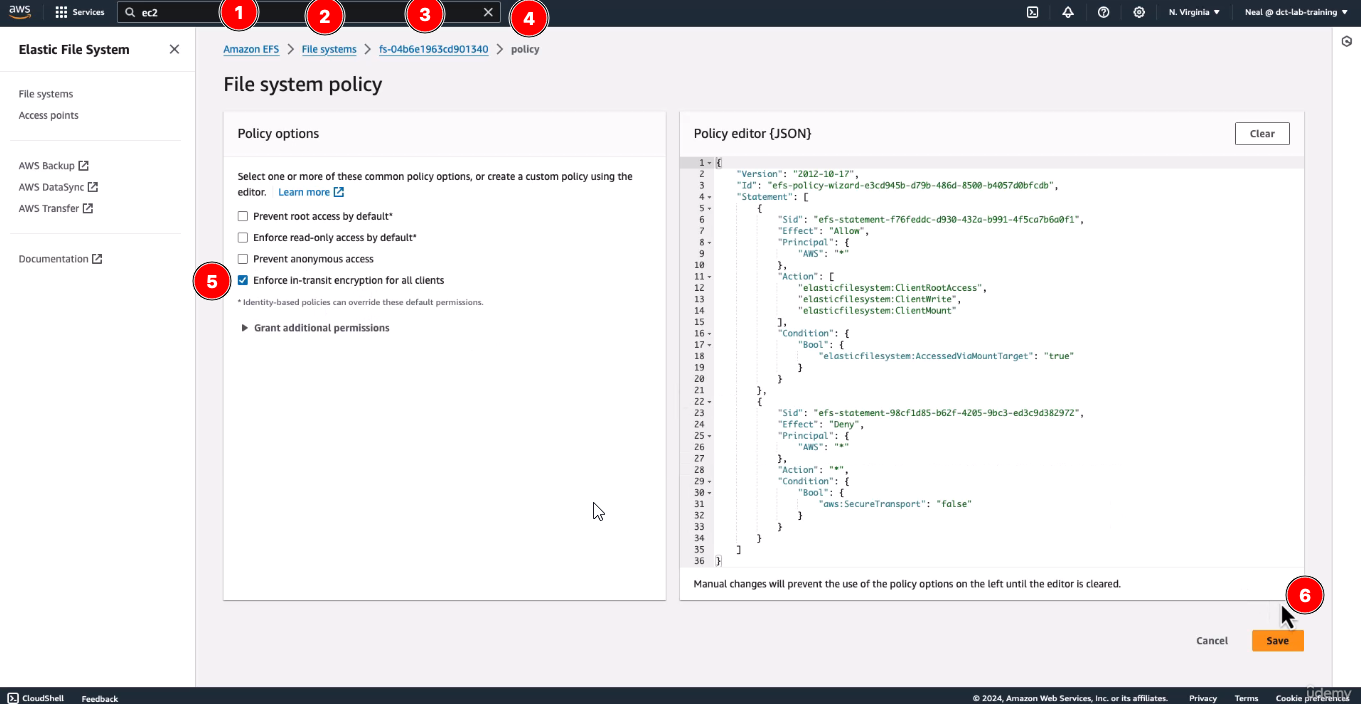 aws
Services
ec2
1
2
3
4
N. Virginia
Neal @ dct-lab-training
Elastic File System
File systems
Access points
AWS Backup
AWS DataSync
AWS Transfer
Documentation
Amazon EFS > File systems > fs-04b6e1963cd901340 > policy
File system policy
Policy options
Select one or more of these common policy options, or create a custom policy using the
editor. Learn more
Prevent root access by default*
Enforce read-only access by default*
Prevent anonymous access
5
Enforce in-transit encryption for all clients
* Identity-based policies can override these default permissions.
Grant additional permissions
Policy editor {JSON}
Clear
1 {
2 "Version": "2012-10-17",
3 "Id": "efs-policy-wizard-e3cd945b-d79b-486d-8500-b4057d0bfcdb",
4 "Statement": [
5 {
6 "Sid": "efs-statement-f76feddc-d930-432a-b991-4f5ca7b6a0f1",
7 "Effect": "Allow",
8 "Principal": {
9 "AWS": "*"
10 },
11 "Action": [
12 "elasticfilesystem:ClientRootAccess",
13 "elasticfilesystem:ClientWrite",
14 "elasticfilesystem:ClientMount"
15 ],
16 "Condition": {
17 "Bool": {
18 "elasticfilesystem:AccessedViaMountTarget": "true"
19 }
20 }
21 },
22 {
23 "Sid": "efs-statement-98cf1d85-b62f-4205-9bc3-ed3c9d382972",
24 "Effect": "Deny",
25 "Principal": {
26 "AWS": "*"
27 },
28 "Action": "*",
29 "Condition": {
30 "Bool": {
31 "aws:SecureTransport": "false"
32 }
33 }
34 }
35 ]
36 }
Manual changes will prevent the use of the policy options on the left until the editor is cleared.
6
Cancel
Save
CloudShell
Feedback
© 2024, Amazon Web Services, Inc. or its affiliates.
Privacy
Terms
Cookie preferences
ûdemy